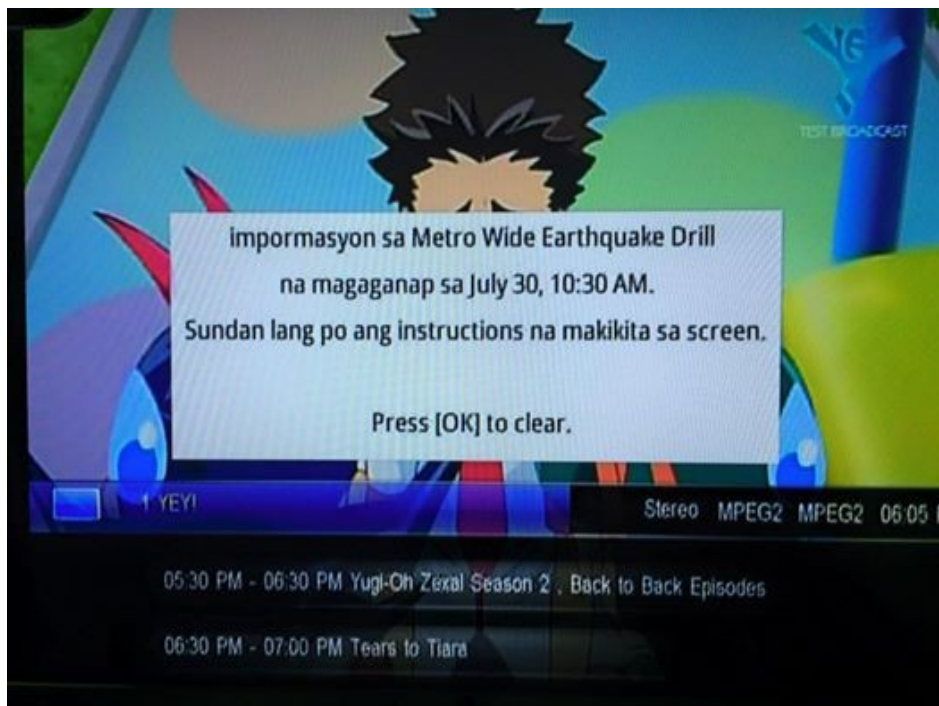 YEY
TEST BROADCAST
impormasyon sa Metro Wide Earthquake Drill
na magaganap sa July 30, 10:30 AM.
Sundan lang po ang instructions na makikita sa screen.
Press [OK] to clear.
1 YEY!
Stereo MPEG2 MPEG2 06:05
05:30 PM - 06:30 PM Yugi-Oh Zexal Season 2 , Back to Back Episodes
06:30 PM - 07:00 PM Tears to Tiara